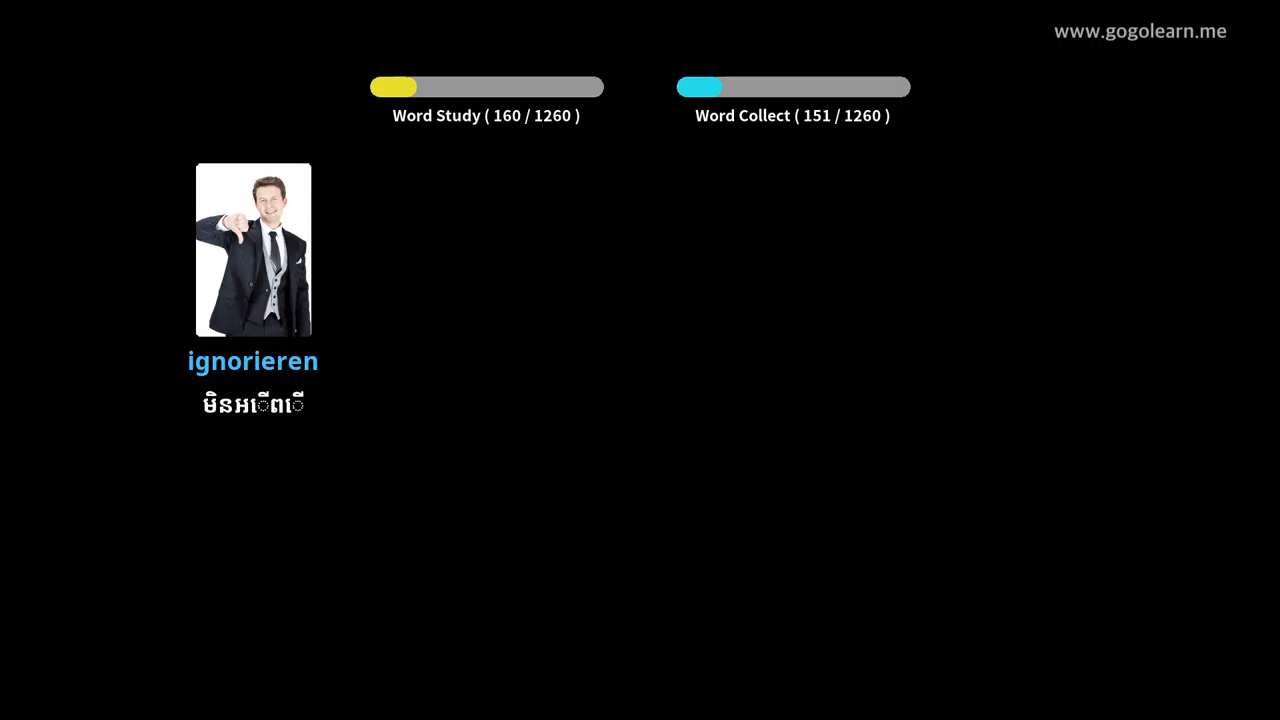 www.gogolearn.me
Word Study ( 160 / 1260 )
Word Collect ( 151 / 1260 )
ignorieren
មិនអេីពេី